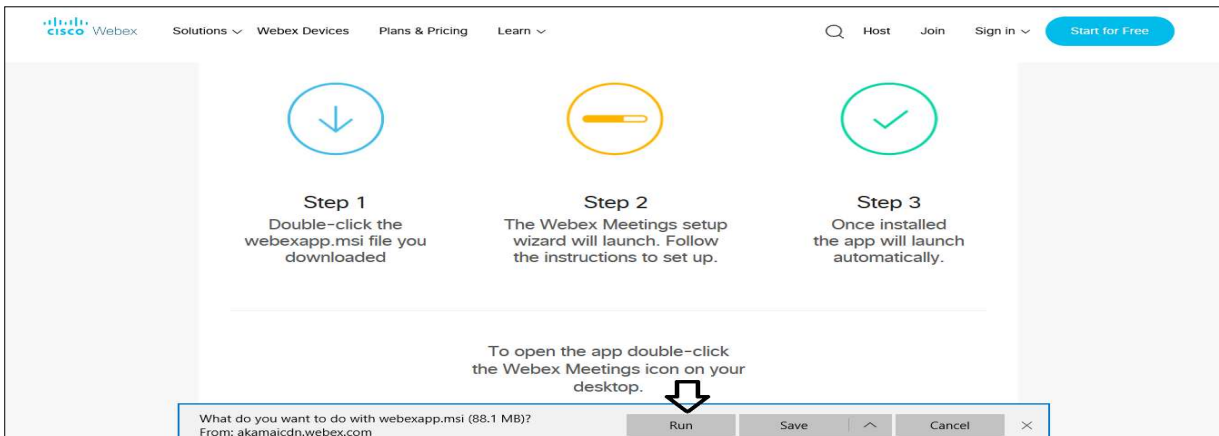 CISCO Webex Solutions Webex Devices Plans & Pricing Learn Host Join Sign in Start for Free
Step 1
Double-click the
webexapp.msi file you
downloaded
Step 2
The Webex Meetings setup
wizard will launch. Follow
the instructions to set up.
Step 3
Once installed
the app will launch
automatically.
To open the app double-click
the Webex Meetings icon on your
desktop.
What do you want to do with webexapp.msi (88.1 MB)?
From: akamaicdn.webex.com
Run Save Cancel